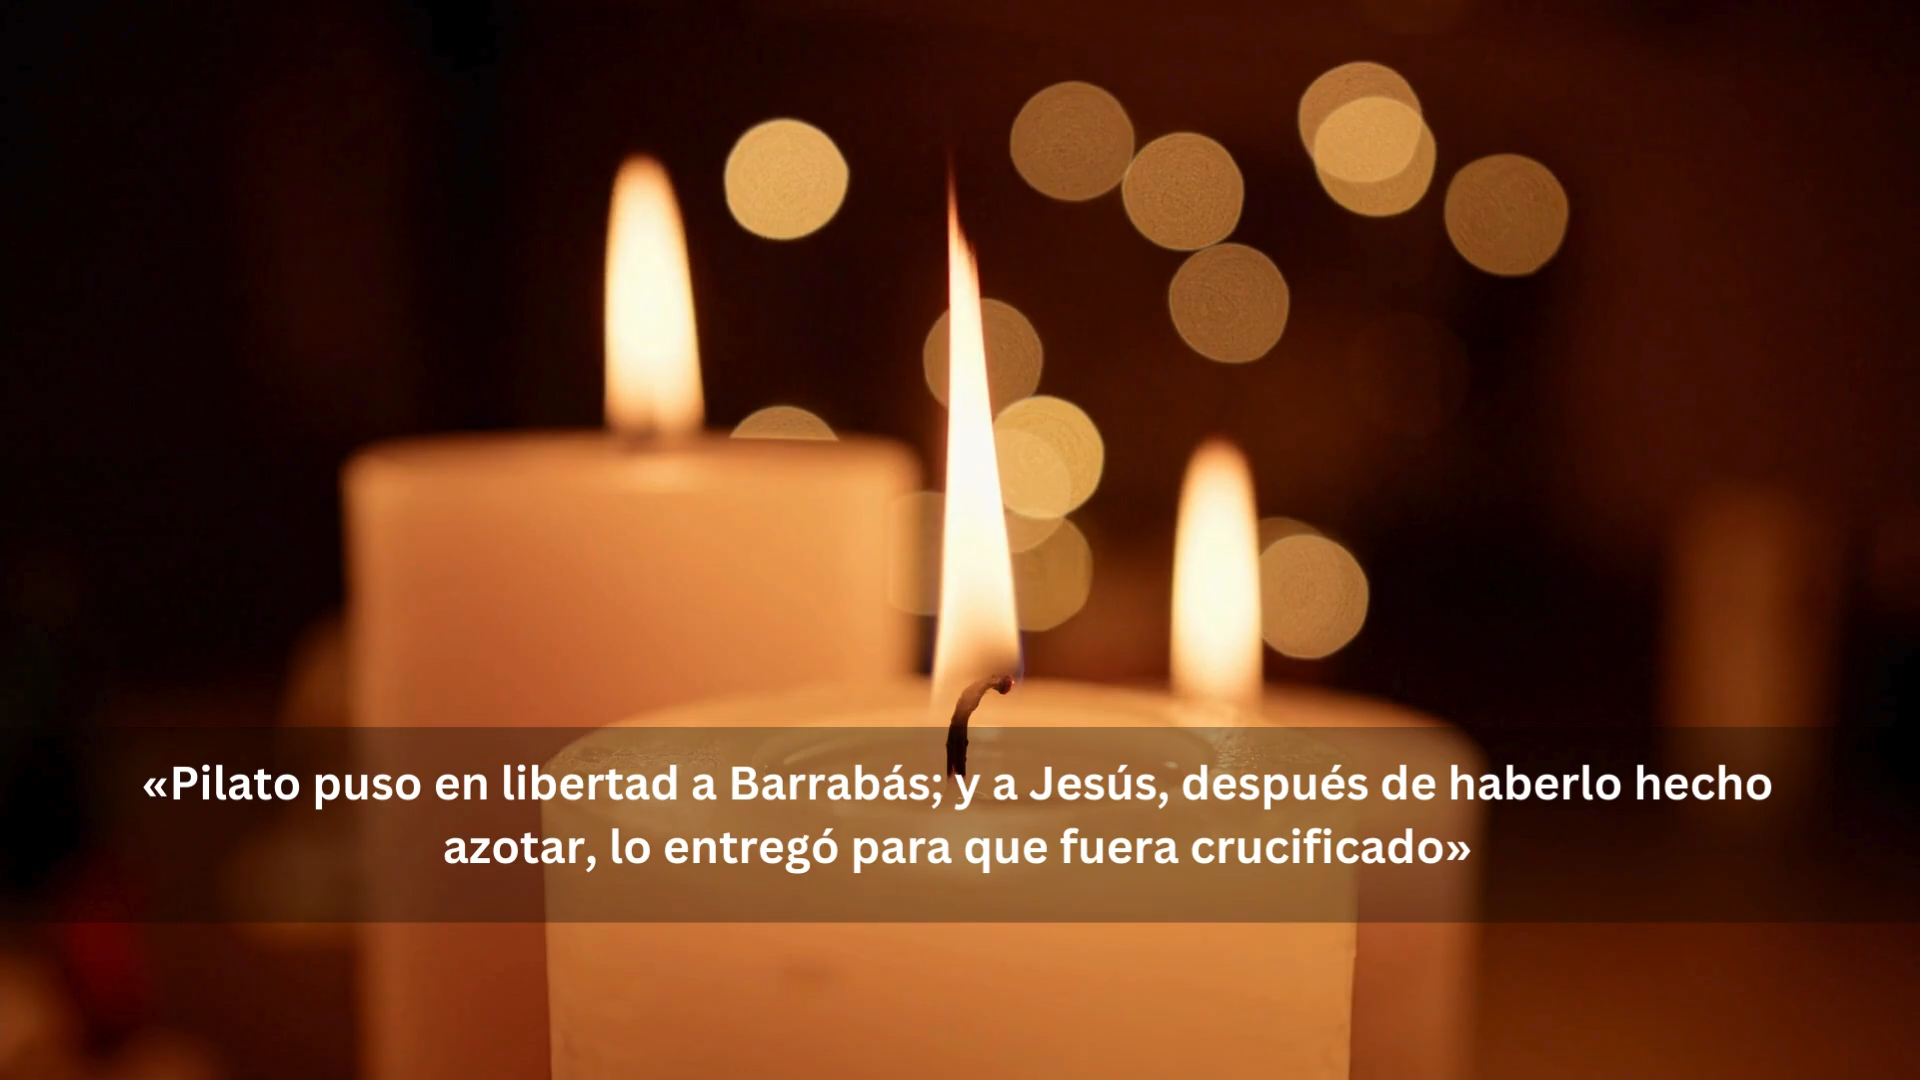 «Pilato puso en libertad a Barrabás; y a Jesús, después de haberlo hecho
azotar, lo entregó para que fuera crucificado»